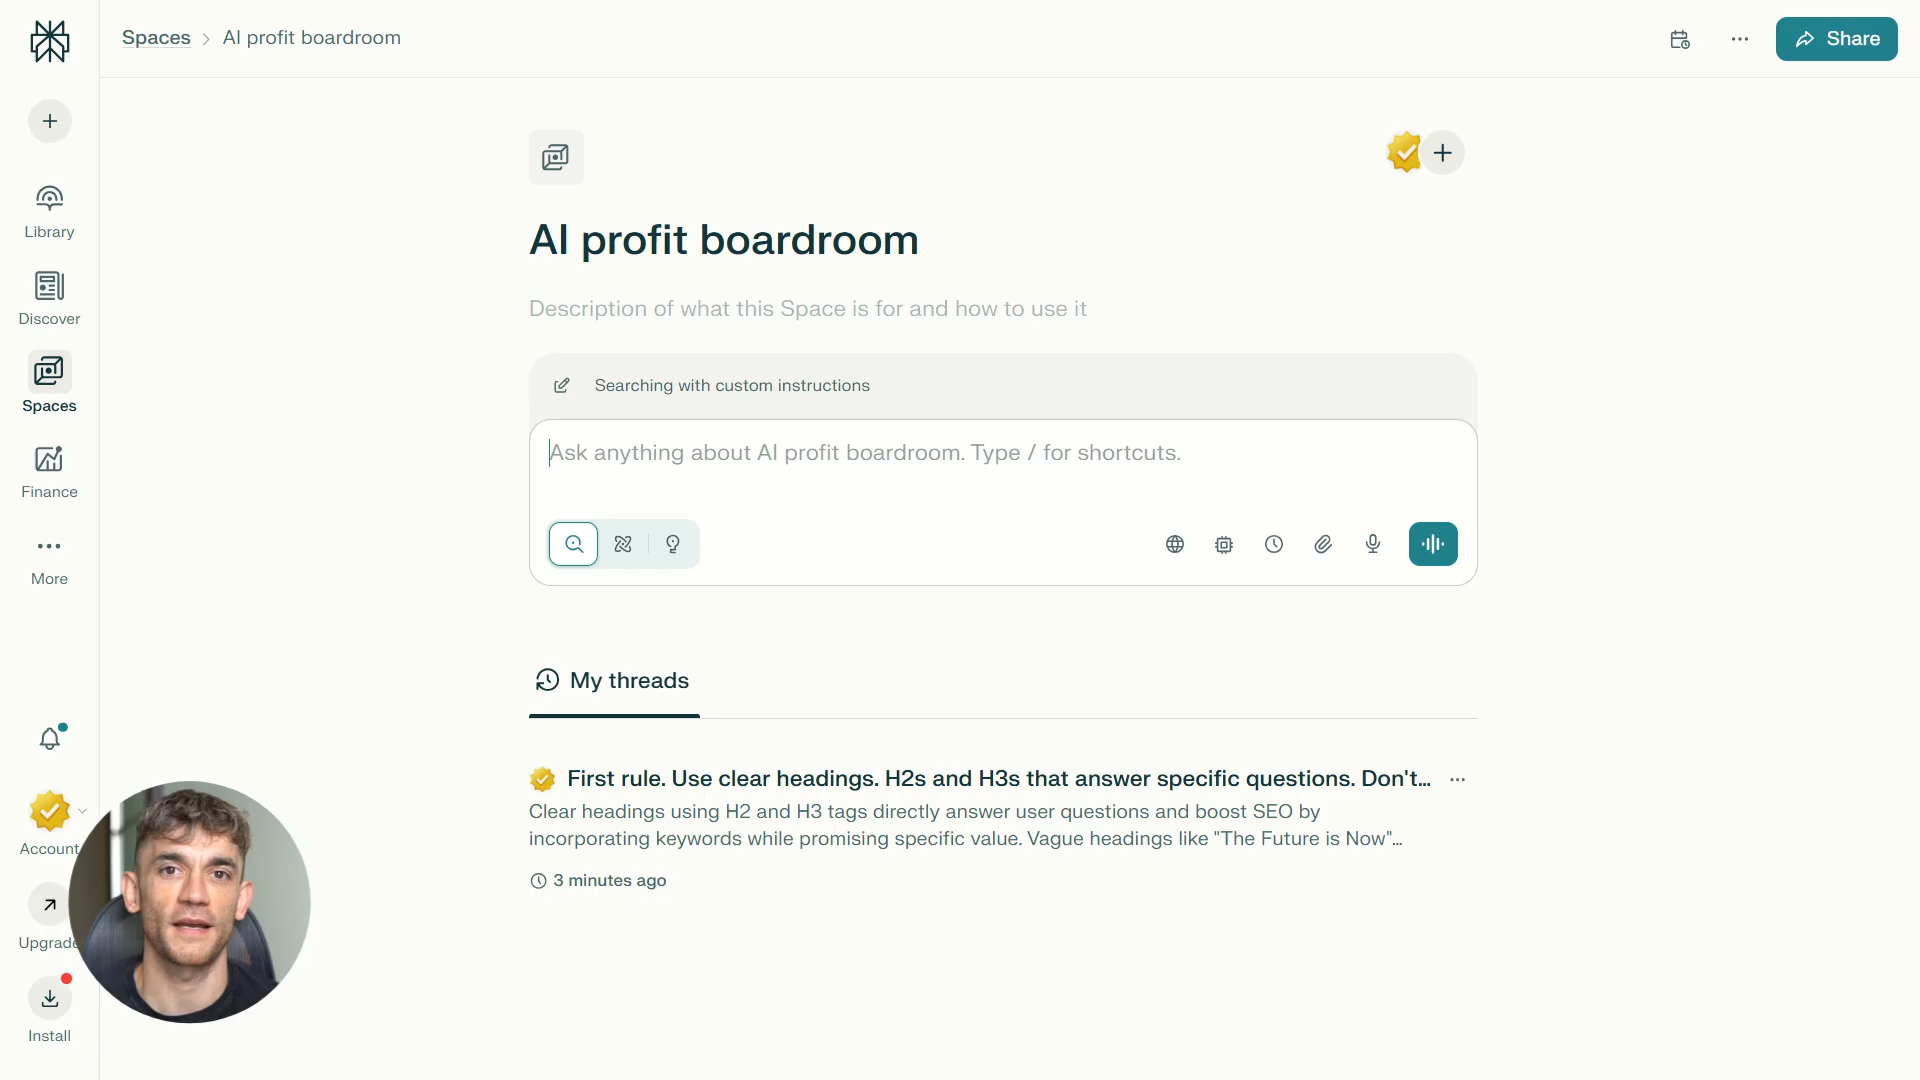 Spaces > AI profit boardroom
Share
Library
Discover
Spaces
Finance
More
Account
Upgrade
Install
AI profit boardroom
Description of what this Space is for and how to use it
Searching with custom instructions
Ask anything about AI profit boardroom. Type / for shortcuts.
My threads
First rule. Use clear headings. H2s and H3s that answer specific questions. Don't...
Clear headings using H2 and H3 tags directly answer user questions and boost SEO by
incorporating keywords while promising specific value. Vague headings like "The Future is Now"...
3 minutes ago